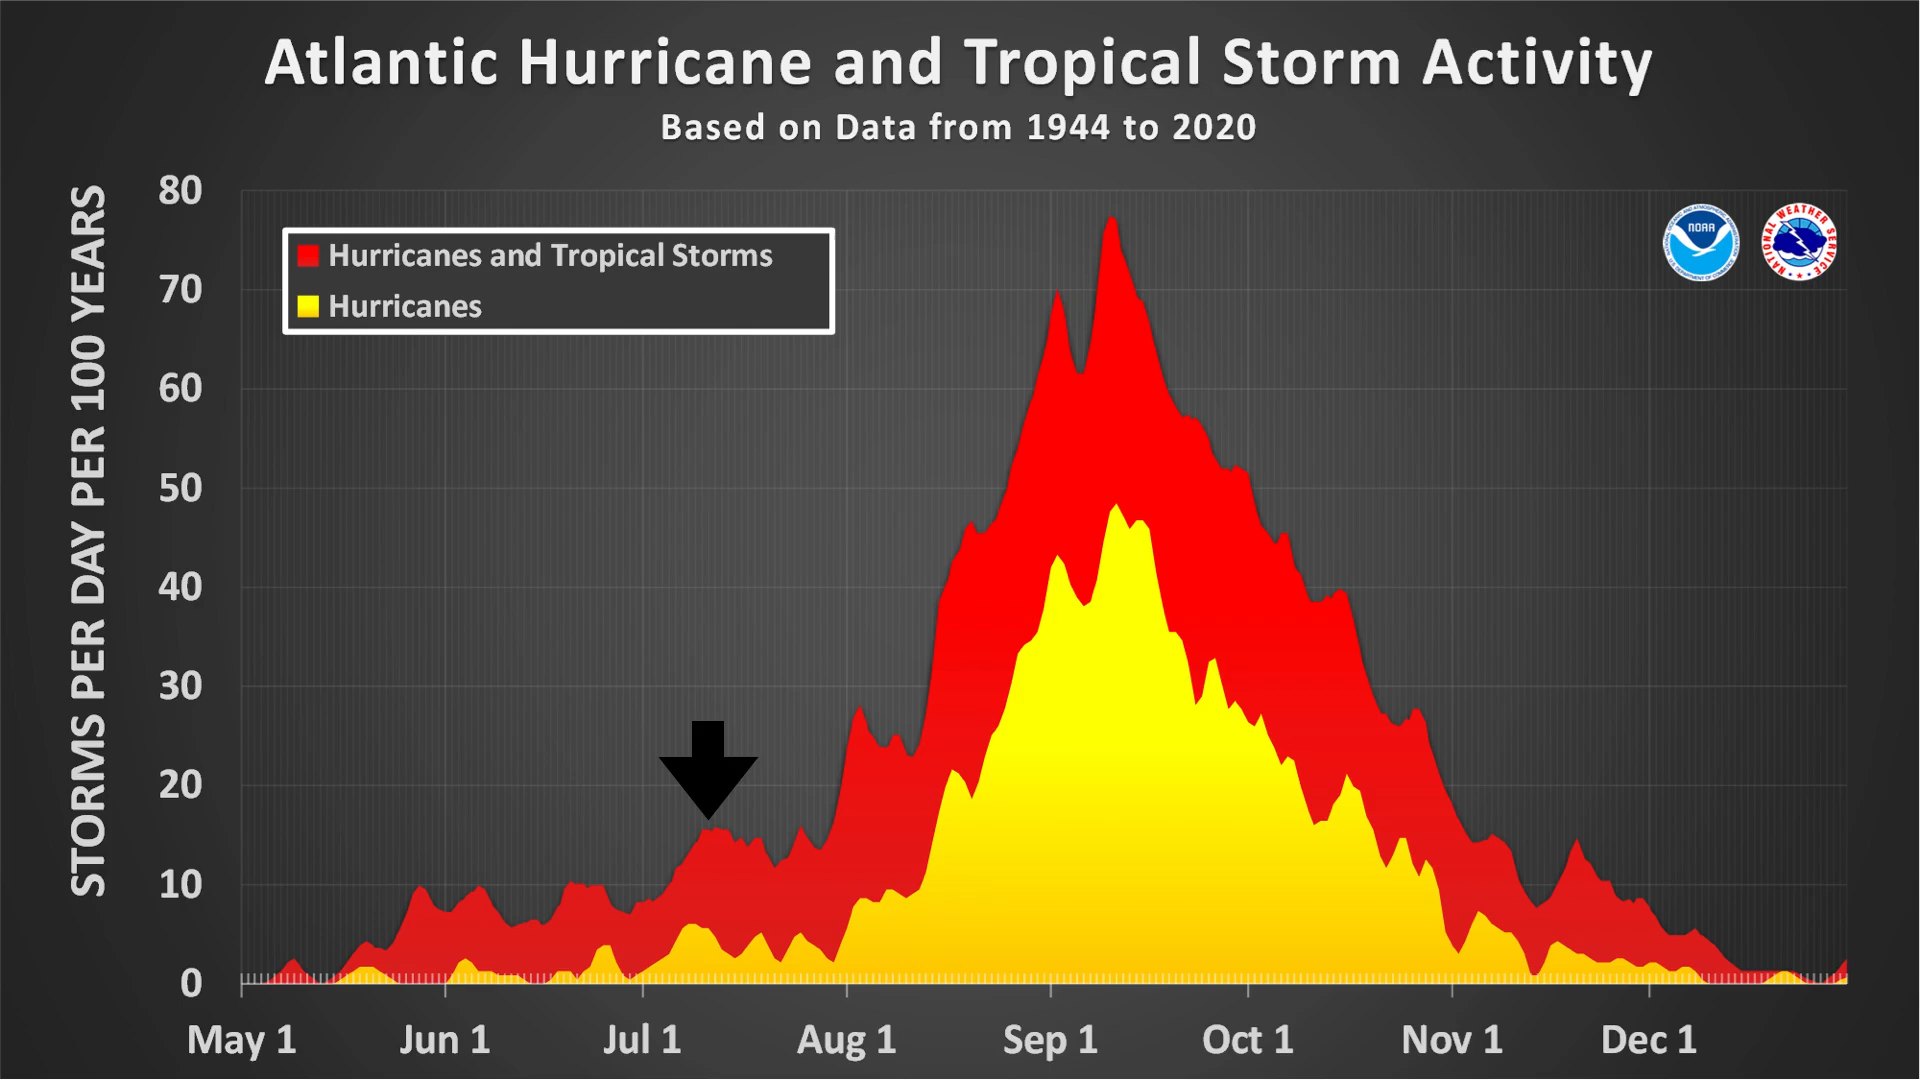 Atlantic Hurricane and Tropical Storm Activity
Based on Data from 1944 to 2020
STORMS PER DAY PER 100 YEARS
80
70
60
50
40
30
20
10
0
Hurricanes and Tropical Storms
Hurricanes
NOAA
NATIONAL WEATHER SERVICE
May 1
Jun 1
Jul 1
Aug 1
Sep 1
Oct 1
Nov 1
Dec 1